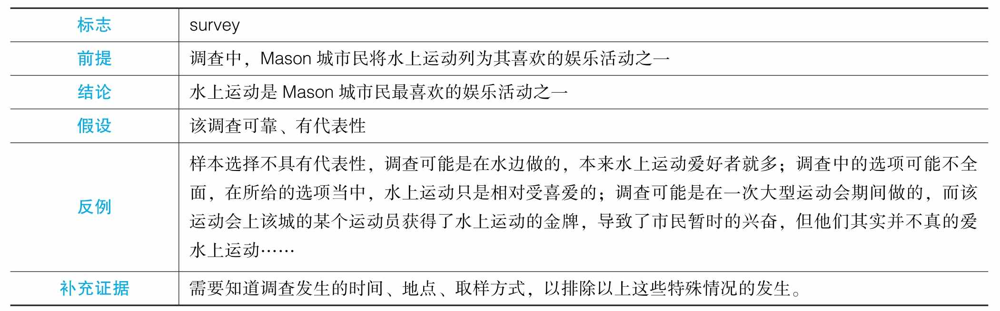 标志 survey
前提 调查中，Mason 城市民将水上运动列为其喜欢的娱乐活动之一
结论 水上运动是 Mason 城市民最喜欢的娱乐活动之一
假设 该调查可靠、有代表性
样本选择不具有代表性，调查可能是在水边做的，本来水上运动爱好者就多；调查中的选项可能不全
面，在所给的选项当中，水上运动只是相对受喜爱的；调查可能是在一次大型运动会期间做的，而该
反例
运动会上该城的某个运动员获得了水上运动的金牌，导致了市民暂时的兴奋，但他们其实并不真的爱
水上运动……
补充证据 需要知道调查发生的时间、地点、取样方式，以排除以上这些特殊情况的发生。